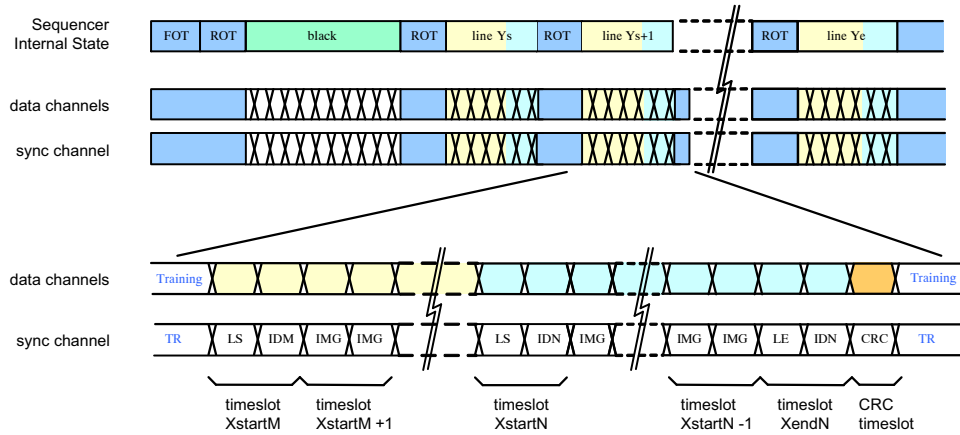 Sequencer
Internal State
FOT ROT black ROT line Ys ROT line Ys+1 ROT line Ye
data channels
sync channel
data channels
Training Training
sync channel
TR LS IDM IMG IMG LS IDN IMG IMG IMG LE IDN CRC TR
timeslot timeslot timeslot timeslot timeslot CRC
XstartM XstartM +1 XstartN XstartN -1 XendN timeslot